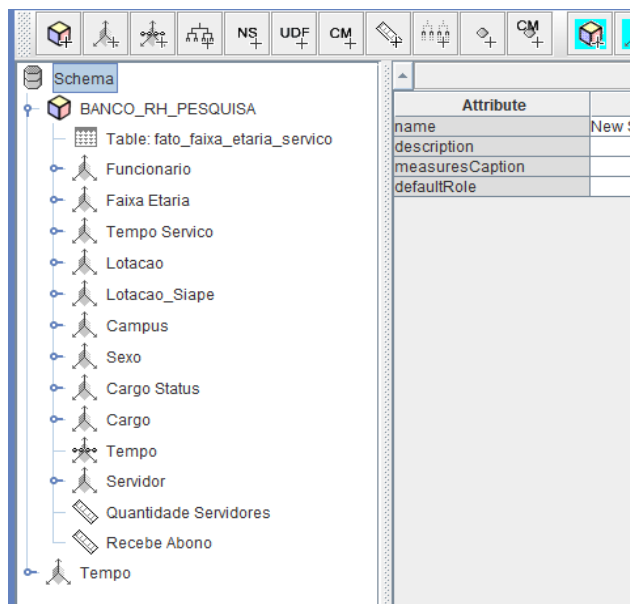 NS UDF CM CM
Schema
BANCO_RH_PESQUISA
Table: fato_faixa_etaria_servico
Funcionario
Faixa Etaria
Tempo Servico
Lotacao
Lotacao_Siape
Campus
Sexo
Cargo Status
Cargo
Tempo
Servidor
Quantidade Servidores
Recebe Abono
Tempo
Attribute
name New
description
measuresCaption
defaultRole